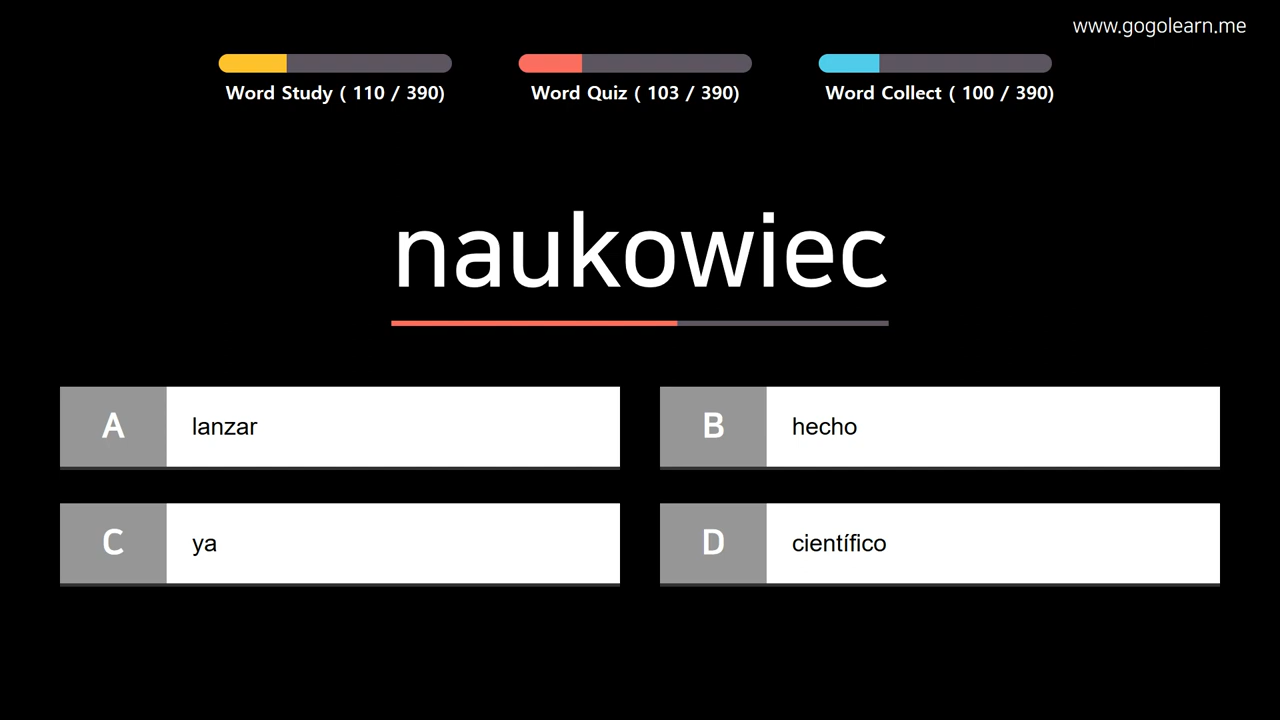 www.gogolearn.me
Word Study ( 110 / 390)
Word Quiz ( 103 / 390)
Word Collect ( 100 / 390)
naukowiec
A lanzar
B hecho
C ya
D científico